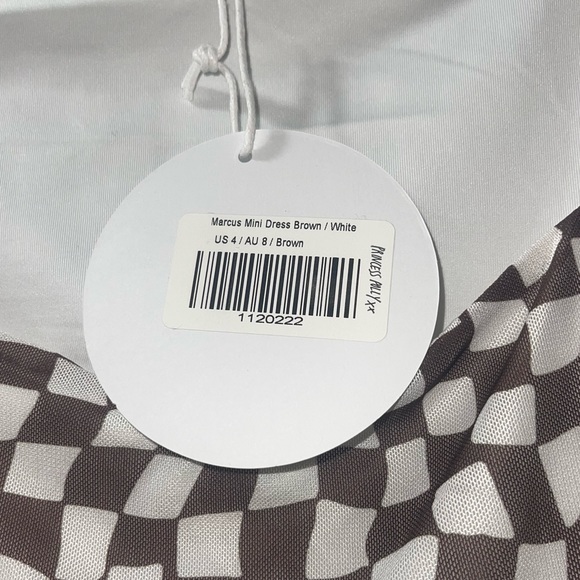 Marcus Mini Dress Brown / White
US 4 / AU 8 / Brown
1120222
PRINCESS POLLY xx